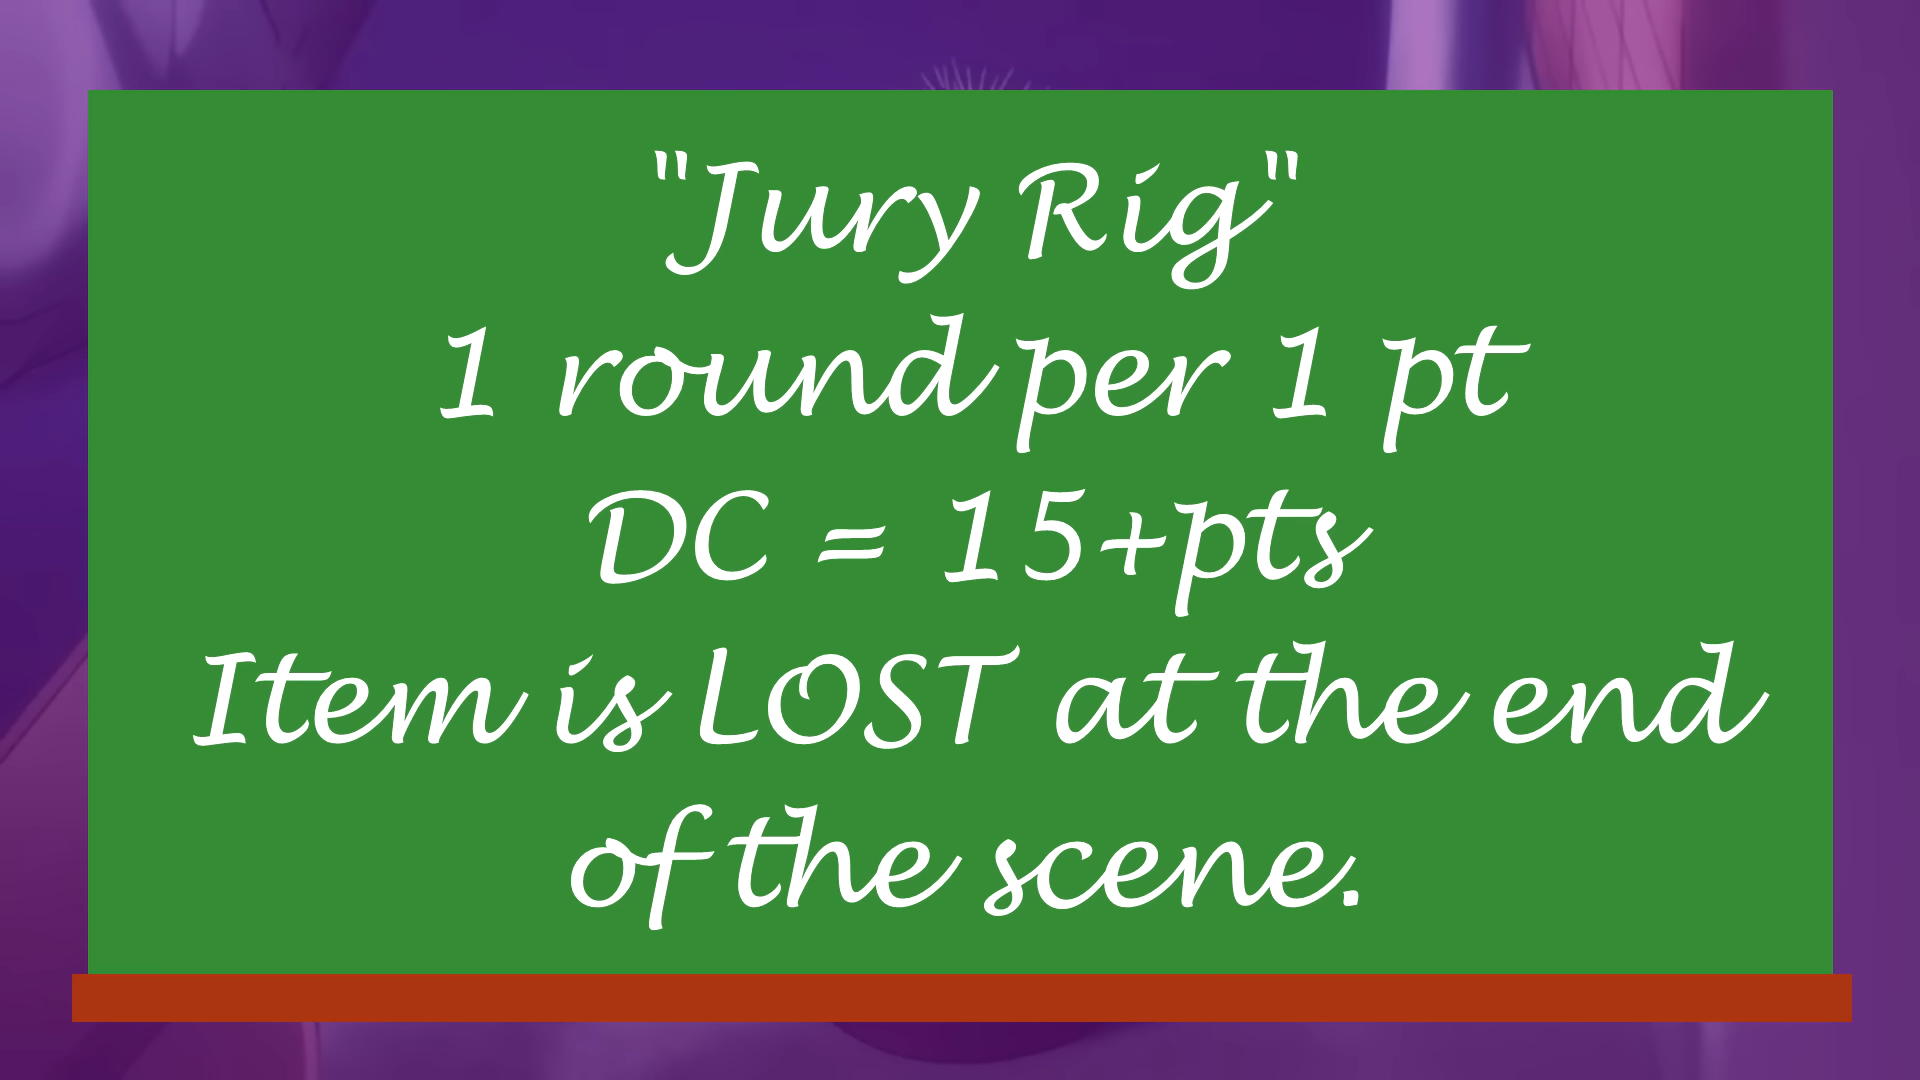 "Jury Rig"
1 round per 1 pt
DC = 15+pts
Item is LOST at the end
of the scene.